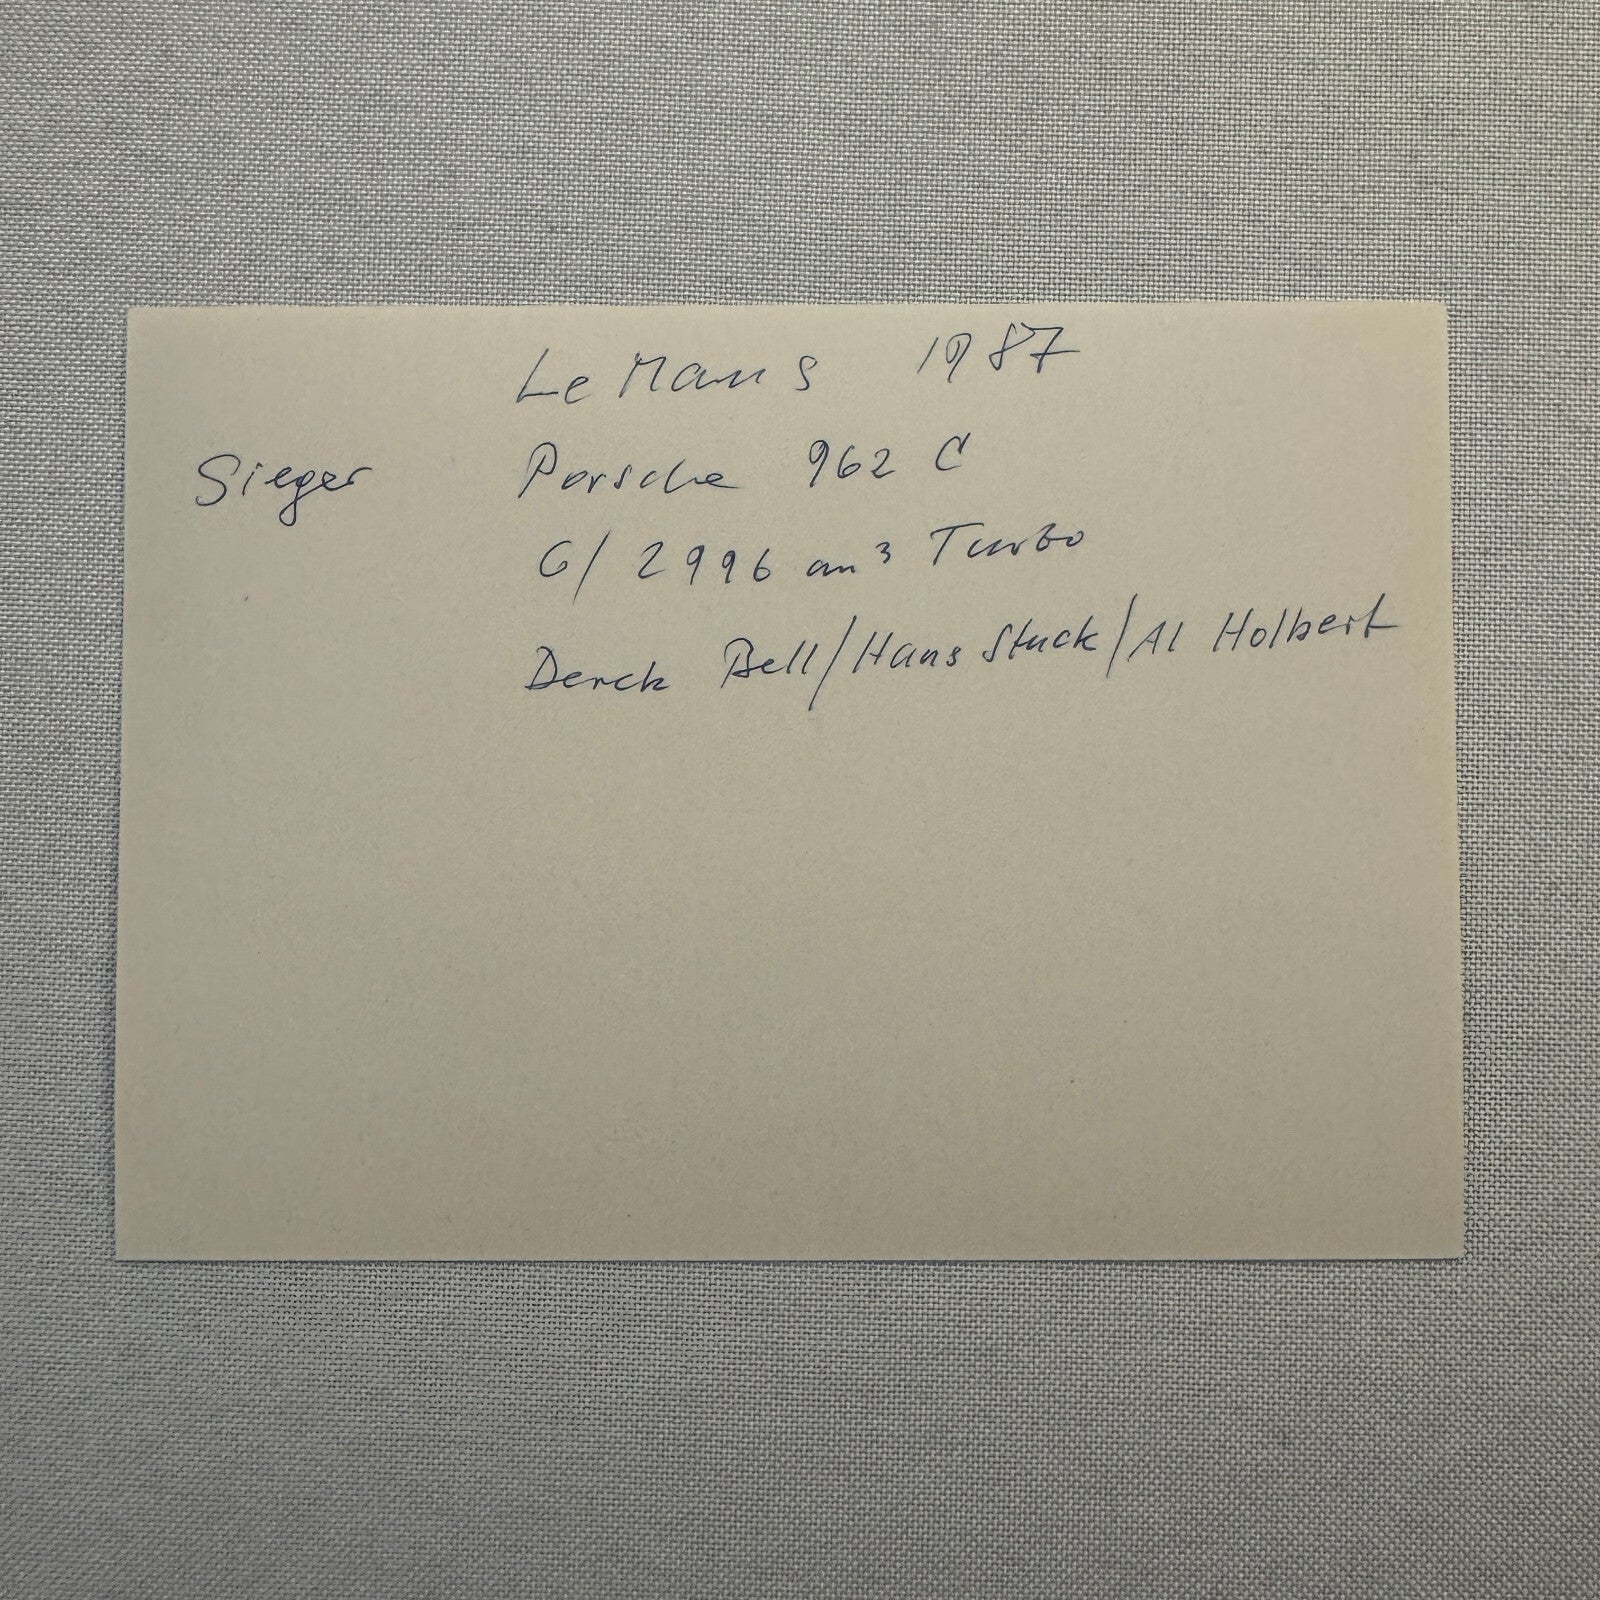 Le Mans 1987
Sieger Porsche 962 C
6/ 2996 cm³ Turbo
Derek Bell/Hans Stuck/Al Holbert